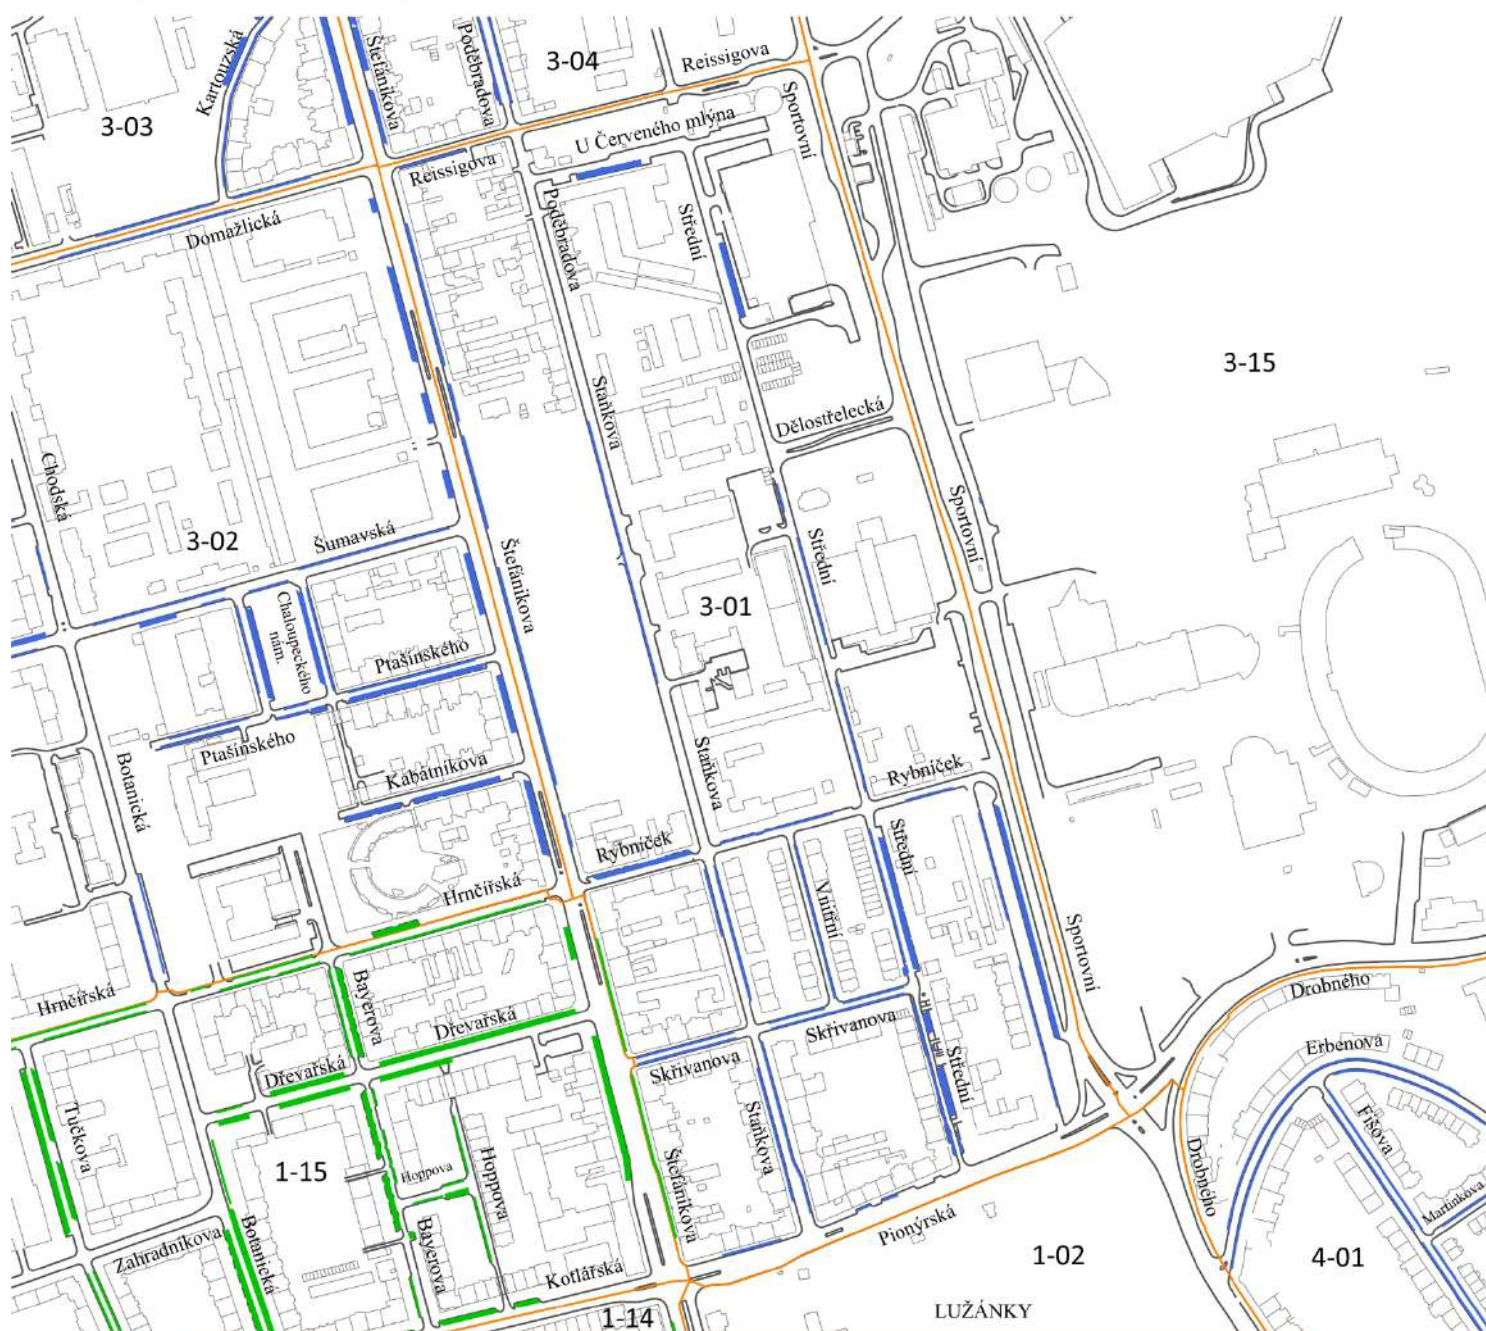 Kartouzská
Štefánikova
Poděbradova
3-04
Reissigova
3-03
Sportovní
U Červeného mlýna
Reissigova
Domažlická
Poděbradova
Střední
3-15
Staňkova
Dělostřelecká
Chodská
Sportovní
3-02
Šumavská
Štefánikova
Střední
Chaloupeckého
nám.
3-01
Ptašínského
Ptašínského
Botanická
Kabátníkova
Staňkova
Rybníček
Rybníček
Střední
Hrnčířská
Vnitřní
Sportovní
Hrnčířská
Bayerova
Dřevařská
Drobného
Skřivanova
Erbenova
Dřevařská
Skřivanova
Střední
Tučkova
Staňkova
Fišova
1-15
Hoppova
Hoppova
Štefánikova
Drobného
Martinkova
Zahradníkova
Botanická
Bayerova
Kotlářská
Pionýrská
1-02
4-01
1-14
LUŽÁNKY